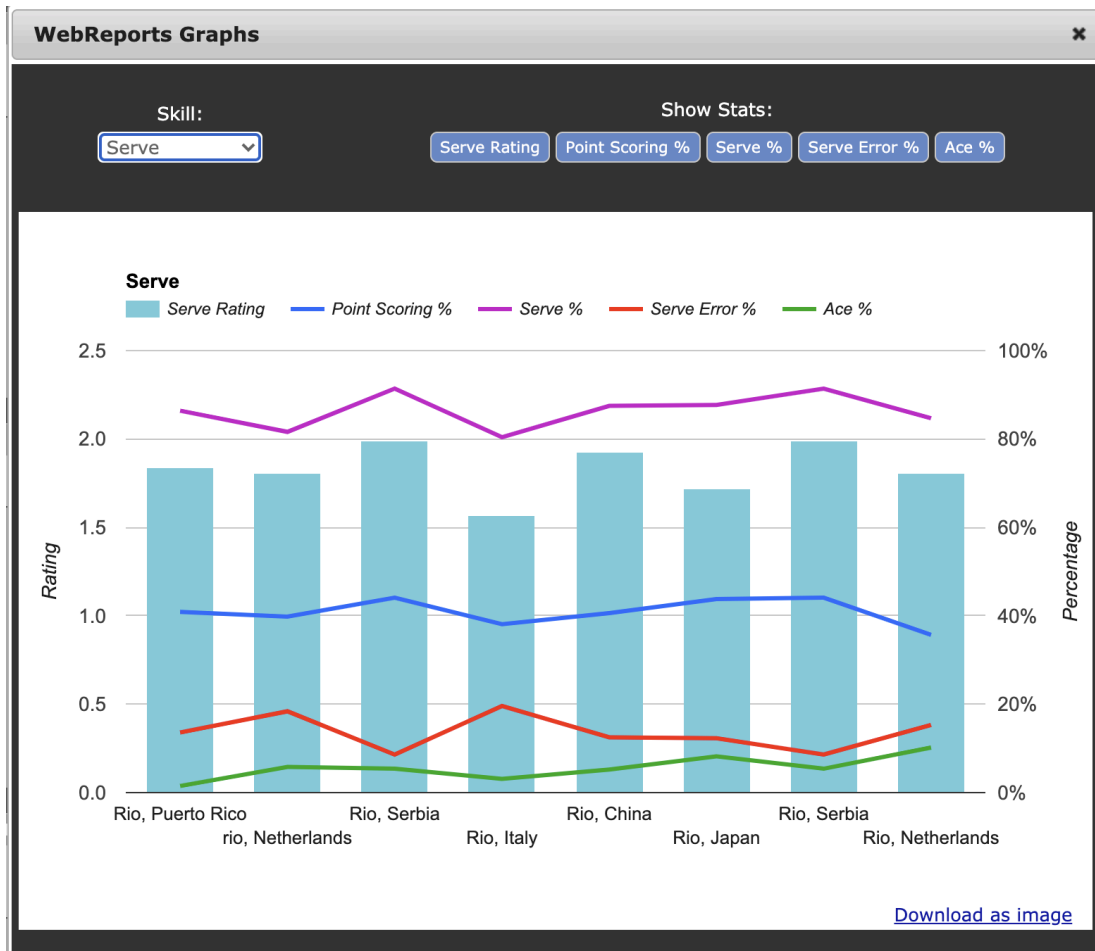 WebReports Graphs ✖
Skill: Show Stats:
Serve Serve Rating Point Scoring % Serve % Serve Error % Ace %
Serve
Serve Rating Point Scoring % Serve % Serve Error % Ace %
2.5 100%
2.0 80%
1.5 60%
1.0 40%
0.5 20%
0.0 0%
Rating
Percentage
Rio, Puerto Rico Rio, Serbia Rio, China Rio, Serbia
rio, Netherlands Rio, Italy Rio, Japan Rio, Netherlands
Download as image